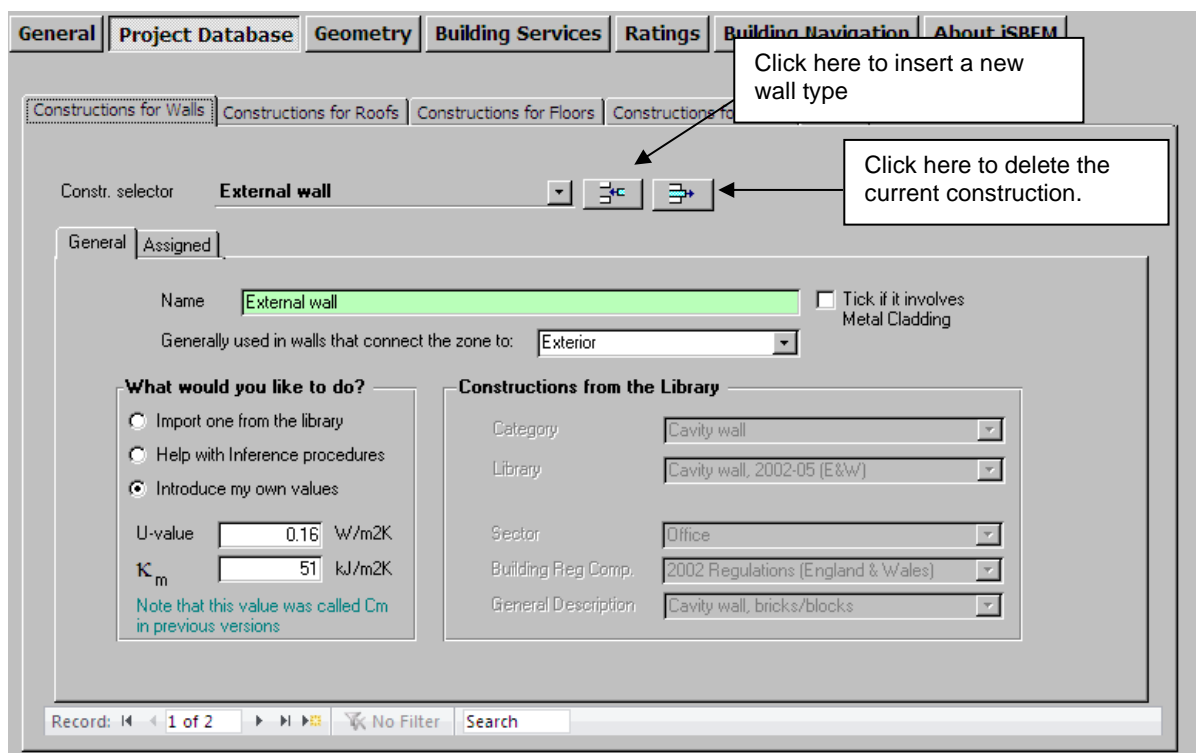 General Project Database Geometry Building Services Ratings Building Navigation About iSBEM
Click here to insert a new
wall type
Constructions for Walls Constructions for Roofs Constructions for Floors Constructions
Click here to delete the
current construction.
Constr. selector External wall
General Assigned
Name External wall
Tick if it involves
Metal Cladding
Generally used in walls that connect the zone to: Exterior
What would you like to do?
Constructions from the Library
Import one from the library
Category Cavity wall
Help with Inference procedures
Library Cavity wall, 2002-05 (E&W)
Introduce my own values
U-value 0.16 W/m2K
Sector Office
κm 51 kJ/m2K
Building Reg Comp. 2002 Regulations (England & Wales)
Note that this value was called Cm
in previous versions
General Description Cavity wall, bricks/blocks
Record: 1 of 2 No Filter Search